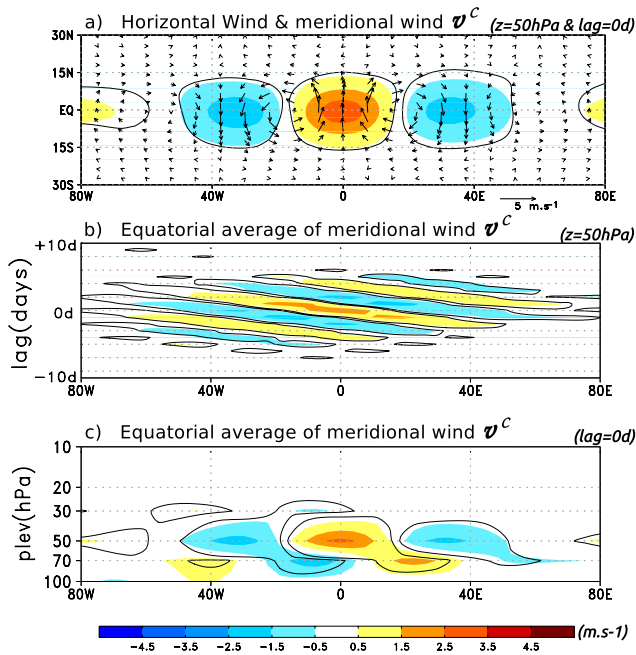 a) Horizontal Wind & meridional wind v^C (z=50hPa & lag=0d)
30N
15N
EQ
15S
30S
80W 40W 0 40E 80E
5 m.s-1
b) Equatorial average of meridional wind v^C (z=50hPa)
lag(days)
+10d
0d
-10d
80W 40W 0 40E 80E
c) Equatorial average of meridional wind v^C (lag=0d)
plev(hPa)
10
20
30
50
70
100
80W 40W 0 40E 80E
(m.s-1)
-4.5 -3.5 -2.5 -1.5 -0.5 0.5 1.5 2.5 3.5 4.5